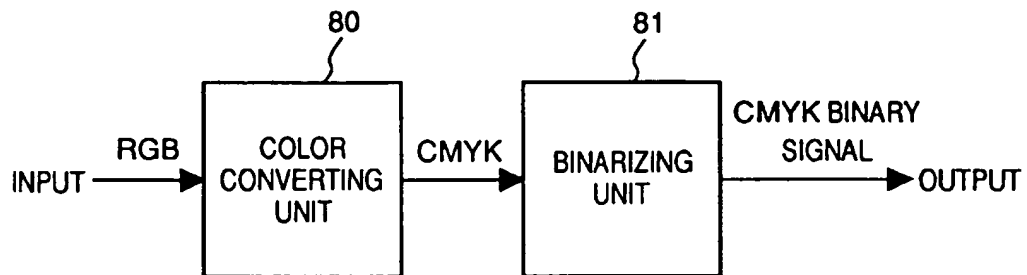 80
81
INPUT
RGB
COLOR
CONVERTING
UNIT
CMYK
BINARIZING
UNIT
CMYK BINARY
SIGNAL
OUTPUT